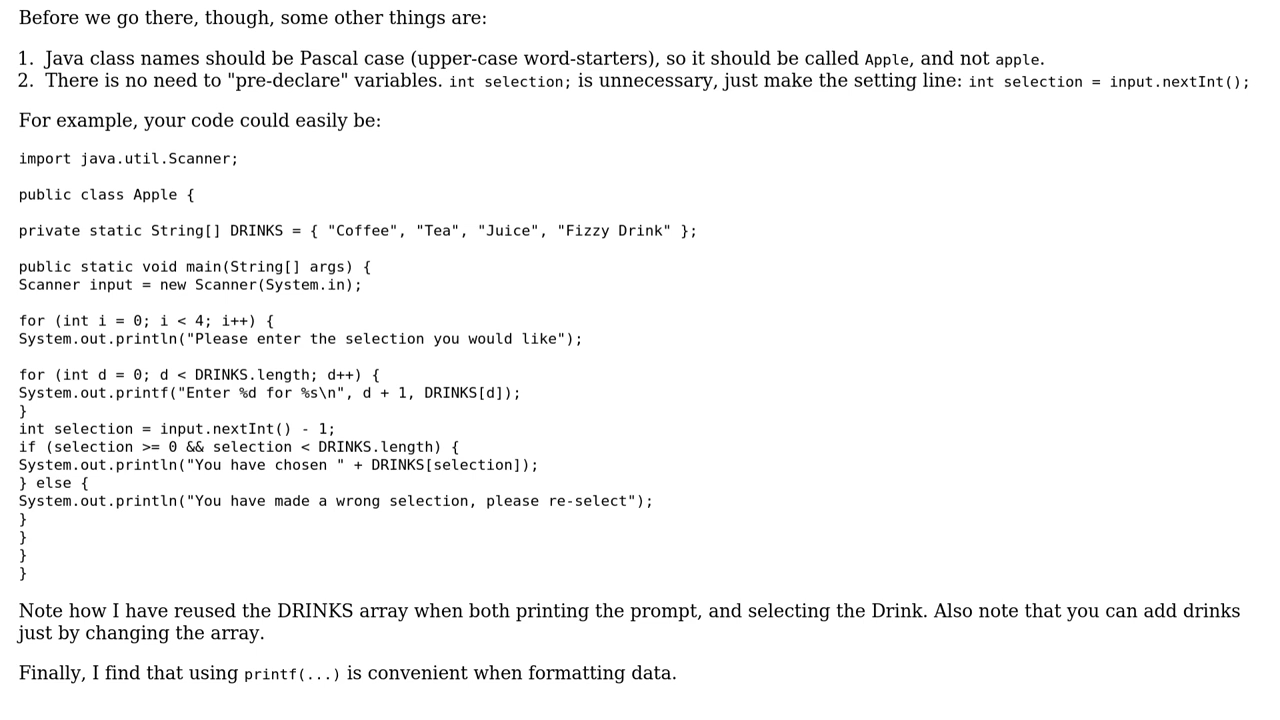 Before we go there, though, some other things are:
1. Java class names should be Pascal case (upper-case word-starters), so it should be called Apple, and not apple.
2. There is no need to "pre-declare" variables. int selection; is unnecessary, just make the setting line: int selection = input.nextInt();
For example, your code could easily be:
import java.util.Scanner;
public class Apple {
private static String[] DRINKS = { "Coffee", "Tea", "Juice", "Fizzy Drink" };
public static void main(String[] args) {
Scanner input = new Scanner(System.in);
for (int i = 0; i < 4; i++) {
System.out.println("Please enter the selection you would like");
for (int d = 0; d < DRINKS.length; d++) {
System.out.printf("Enter %d for %s\n", d + 1, DRINKS[d]);
}
int selection = input.nextInt() - 1;
if (selection >= 0 && selection < DRINKS.length) {
System.out.println("You have chosen " + DRINKS[selection]);
} else {
System.out.println("You have made a wrong selection, please re-select");
}
}
}
}
Note how I have reused the DRINKS array when both printing the prompt, and selecting the Drink. Also note that you can add drinks
just by changing the array.
Finally, I find that using printf(...) is convenient when formatting data.